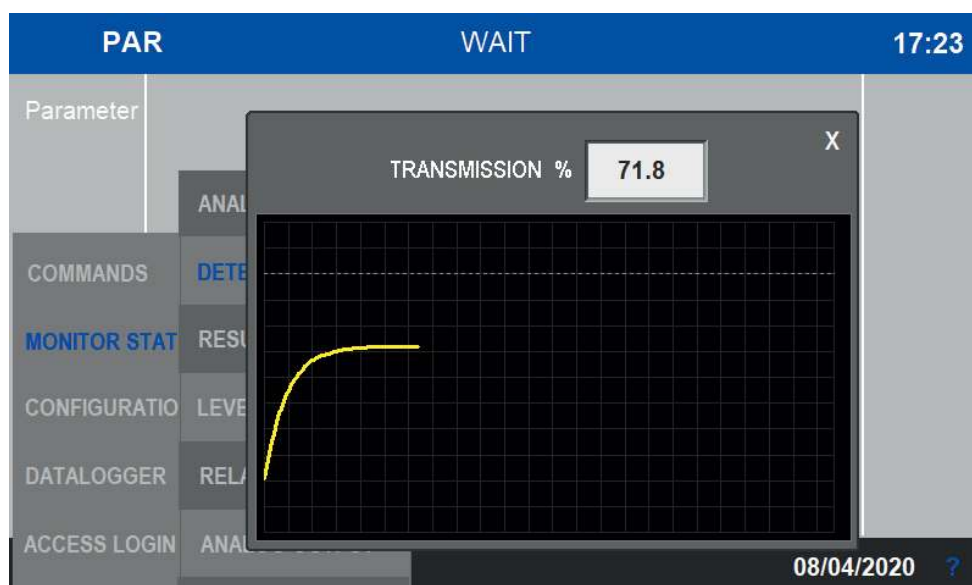 PAR WAIT 17:23
Parameter
X
TRANSMISSION % 71.8
ANAL
COMMANDS DETE
MONITOR STAT RESU
CONFIGURATIO LEVE
DATALOGGER RELA
ACCESS LOGIN ANAL
08/04/2020 ?